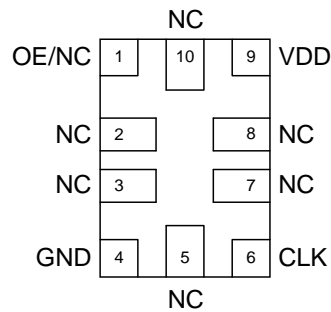 NC
OE/NC 1 10 9 VDD
NC 2 8 NC
NC 3 7 NC
GND 4 5 6 CLK
NC